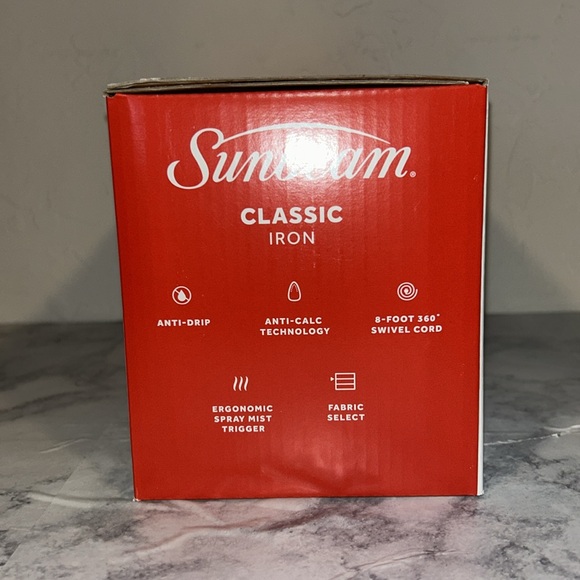 Sunbeam®
CLASSIC
IRON
ANTI-DRIP
ANTI-CALC
TECHNOLOGY
8-FOOT 360°
SWIVEL CORD
ERGONOMIC
SPRAY MIST
TRIGGER
FABRIC
SELECT